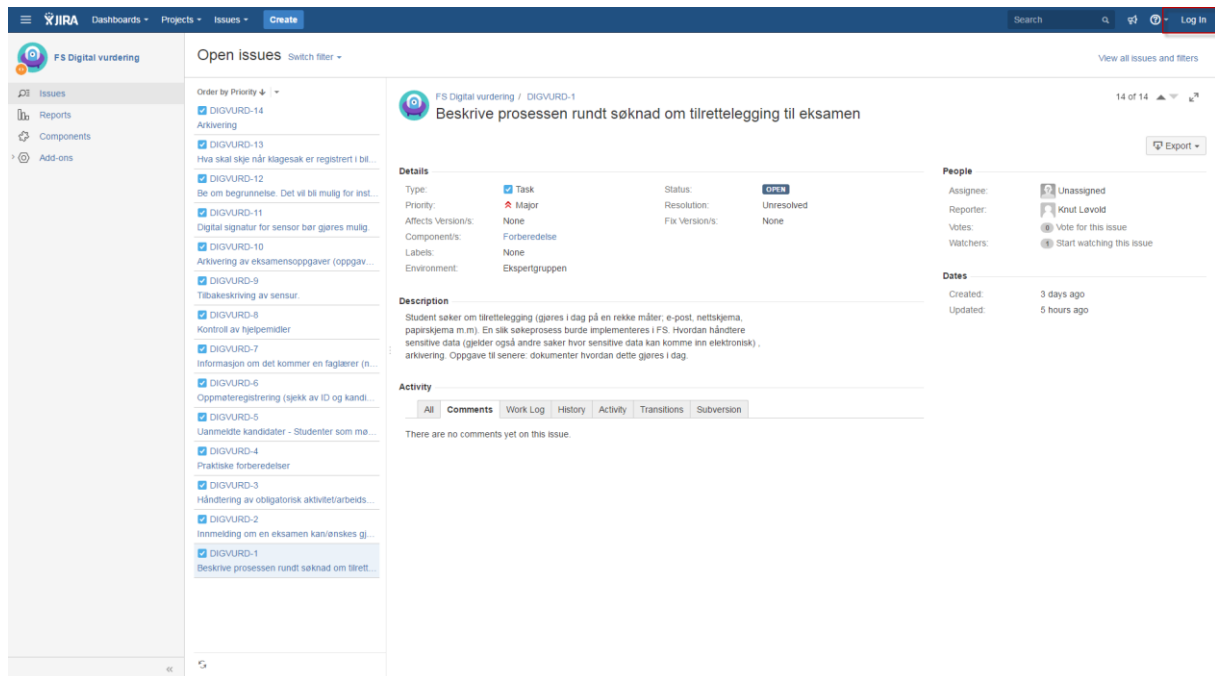 JIRA Dashboards Projects Issues Create Search Log In
FS Digital vurdering
Issues
Reports
Components
Add-ons
Open issues Switch filter
View all issues and filters
Order by Priority
DIGVURD-14
Arkivering
DIGVURD-13
Hva skal skje når klagesak er registrert i bil...
DIGVURD-12
Be om begrunnelse. Det vil bli mulig for inst...
DIGVURD-11
Digital signatur for sensor bør gjøres mulig.
DIGVURD-10
Arkivering av eksamensoppgaver (oppgav...
DIGVURD-9
Tilbakeskriving av sensur.
DIGVURD-8
Kontroll av hjelpemidler
DIGVURD-7
Informasjon om det kommer en faglærer (n...
DIGVURD-6
Oppmøteregistrering (sjekk av ID og kandi...
DIGVURD-5
Uanmeldte kandidater - Studenter som mø...
DIGVURD-4
Praktiske forberedelser
DIGVURD-3
Håndtering av obligatorisk aktivitet/arbeids...
DIGVURD-2
Innmelding om en eksamen kan/ønskes gj...
DIGVURD-1
Beskrive prosessen rundt søknad om tilrett...
FS Digital vurdering / DIGVURD-1
14 of 14
Beskrive prosessen rundt søknad om tilrettelegging til eksamen
Export
Details
Type: Task Status: OPEN
Priority: Major Resolution: Unresolved
Affects Version/s: None Fix Version/s: None
Component/s: Forberedelse
Labels: None
Environment: Ekspertgruppen
Description
Student søker om tilrettelegging (gjøres i dag på en rekke måter; e-post, nettskjema,
papirskjema m.m). En slik søkeprosess burde implementeres i FS. Hvordan håndtere
sensitive data (gjelder også andre saker hvor sensitive data kan komme inn elektronisk) ,
arkivering. Oppgave til senere: dokumenter hvordan dette gjøres i dag.
Activity
All Comments Work Log History Activity Transitions Subversion
There are no comments yet on this issue.
People
Assignee: Unassigned
Reporter: Knut Løvold
Votes: 0 Vote for this issue
Watchers: 1 Start watching this issue
Dates
Created: 3 days ago
Updated: 5 hours ago